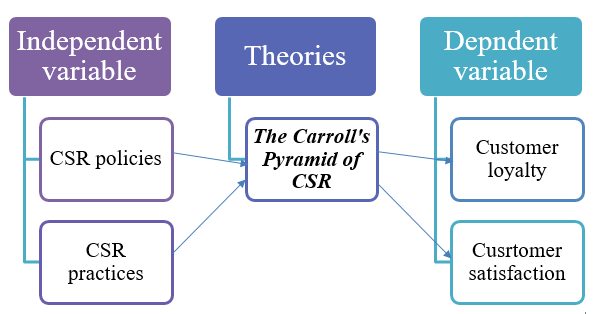 Independent
variable
Theories
Depndent
variable
CSR policies
The Carroll's
Pyramid of
CSR
Customer
loyalty
CSR
practices
Cusrtomer
satisfaction